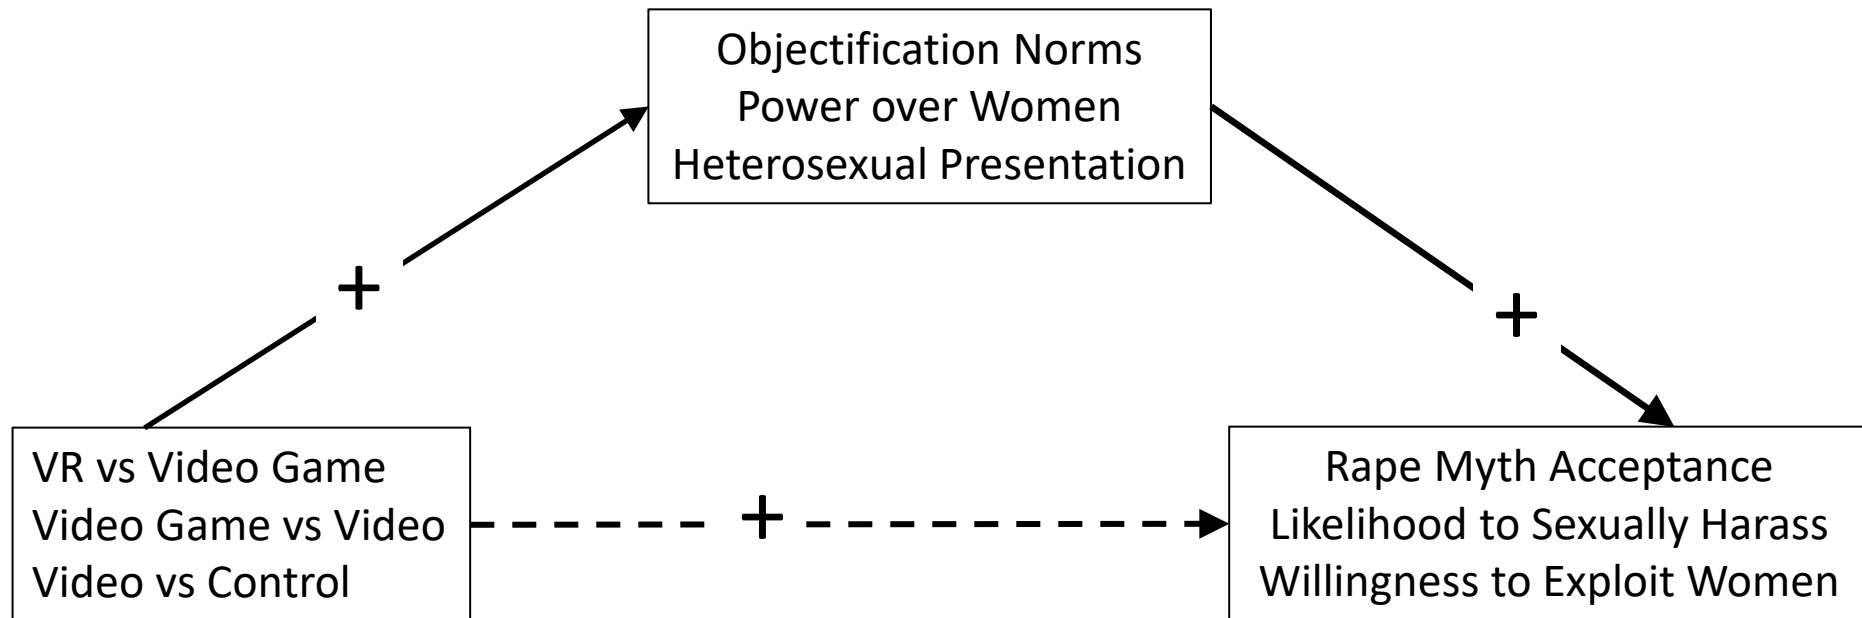 Objectification Norms
Power over Women
Heterosexual Presentation
+
+
VR vs Video Game
Video Game vs Video
Video vs Control
+
Rape Myth Acceptance
Likelihood to Sexually Harass
Willingness to Exploit Women